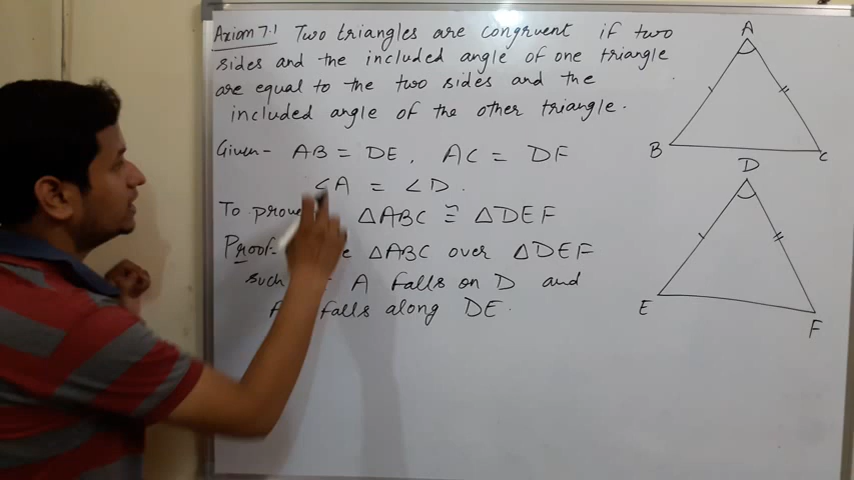 Axiom 7.1 Two triangles are congruent if two
sides and the included angle of one triangle
are equal to the two sides and the
included angle of the other triangle.
Given- AB = DE, AC = DF
∠A = ∠D.
To prove ΔABC ≅ ΔDEF
Proof- ΔABC over ΔDEF
such A falls on D and
falls along DE.
A
B
C
D
E
F